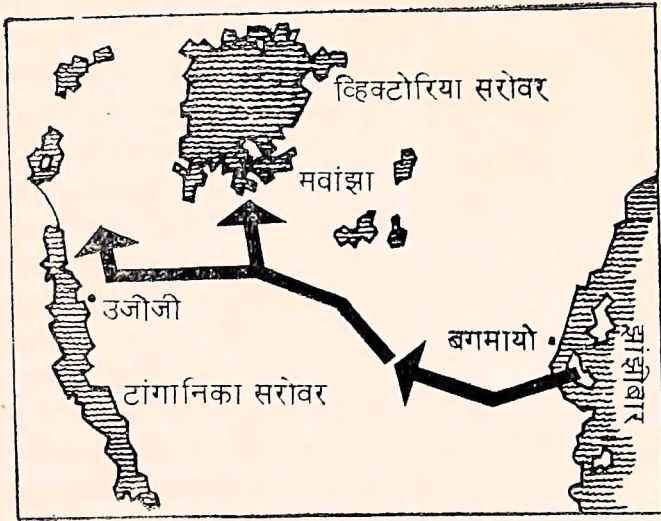 व्हिक्टोरिया सरोवर
मवांझा
उजीजी
बगमायो
झांझीबार
टांगानिका सरोवर